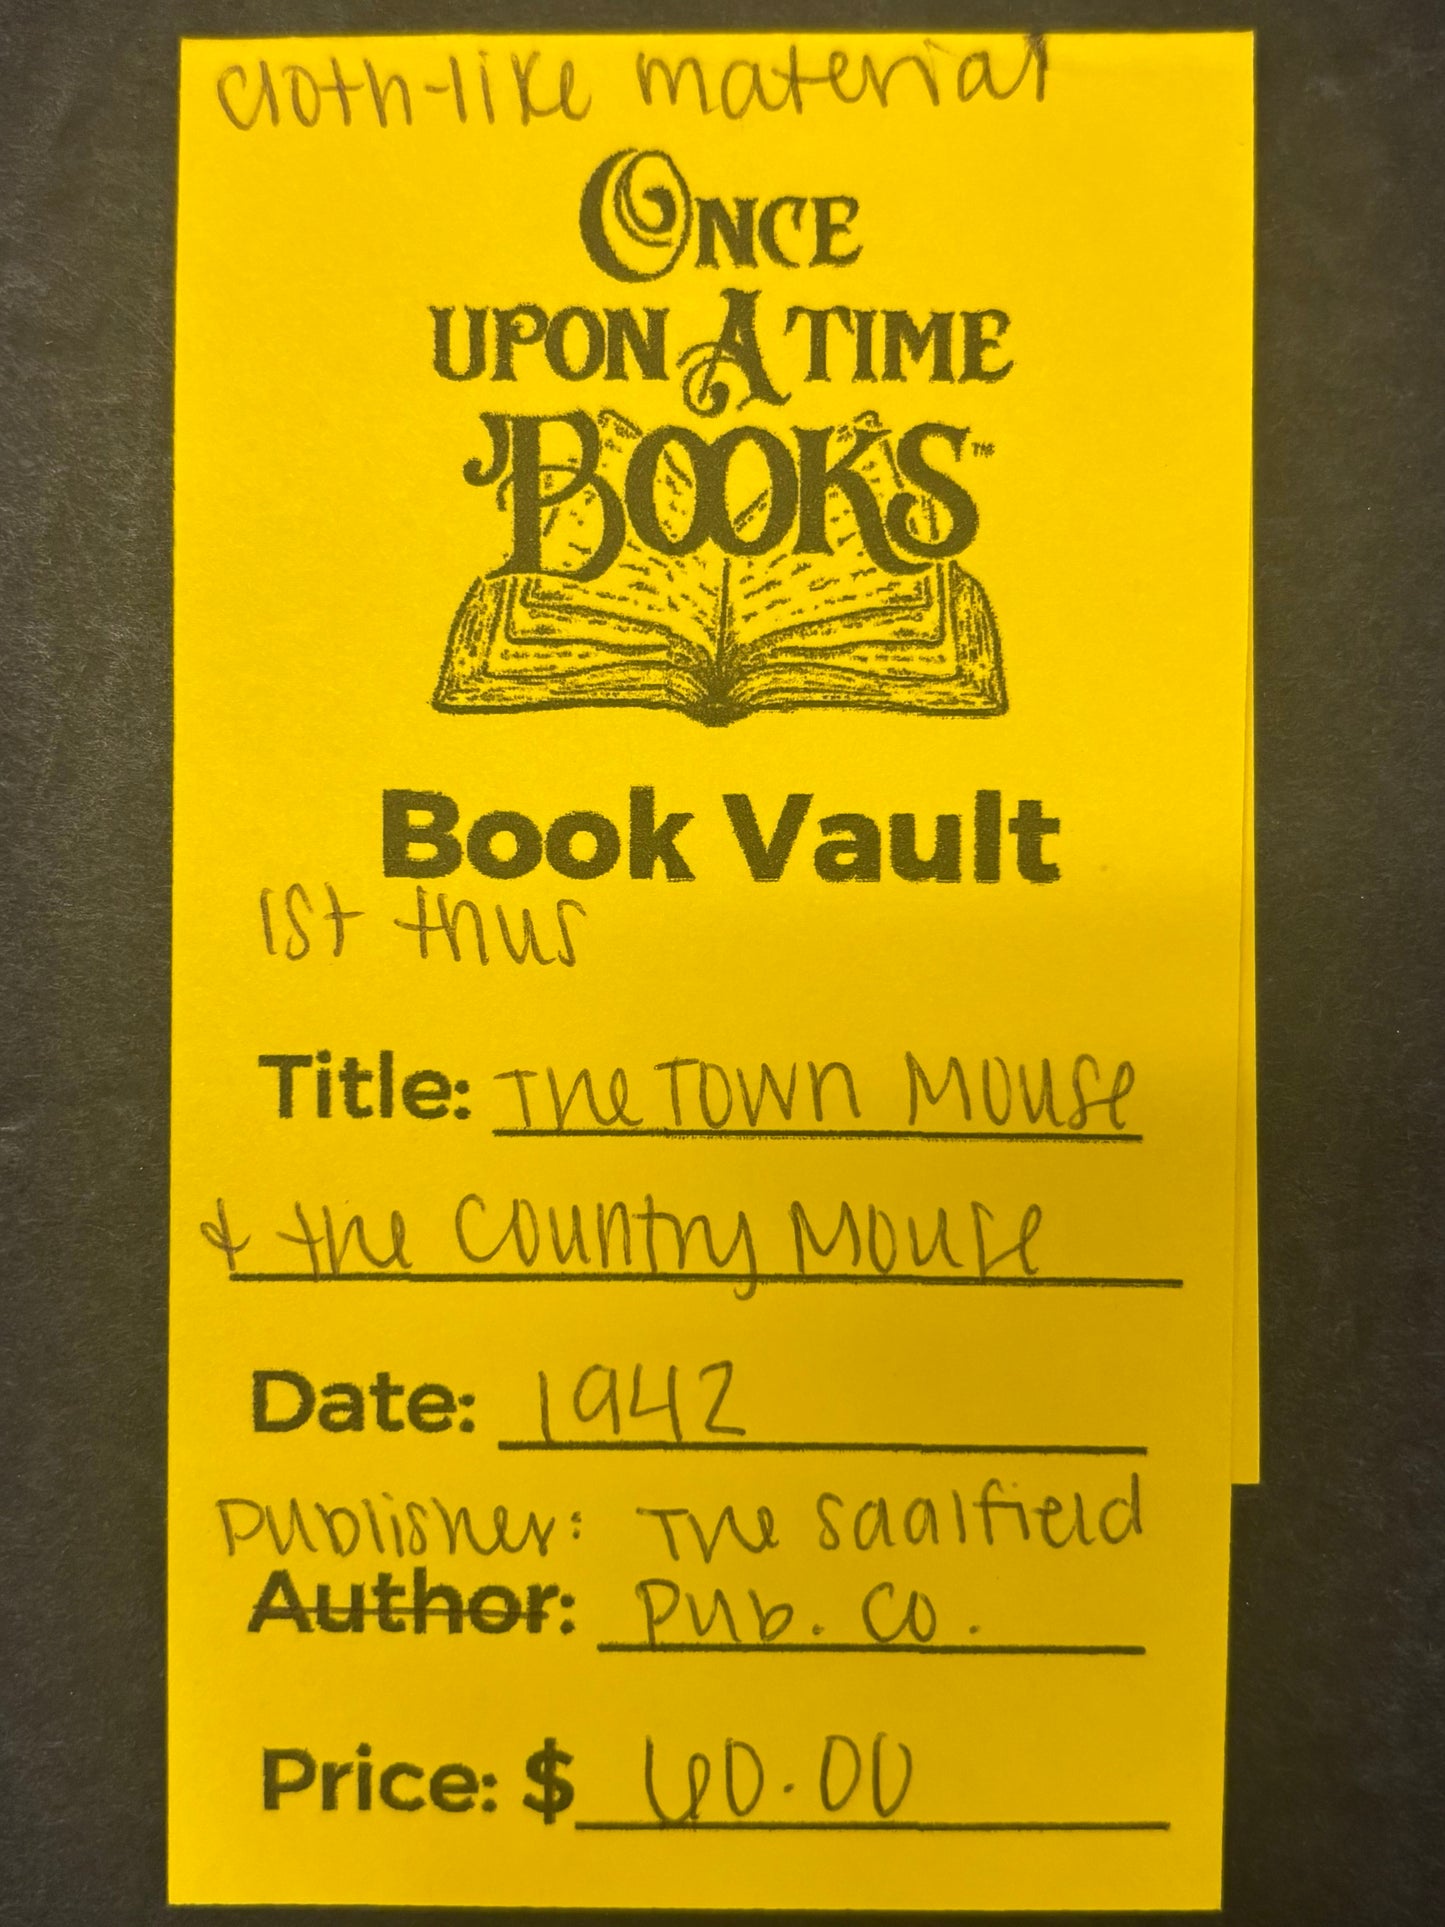 cloth-like material
ONCE
UPON A TIME
BOOKS™
Book Vault
1st thus
Title: The Town Mouse
& the Country Mouse
Date: 1942
Publisher: The Saalfield
Author: Pub. Co.
Price: $ 60.00